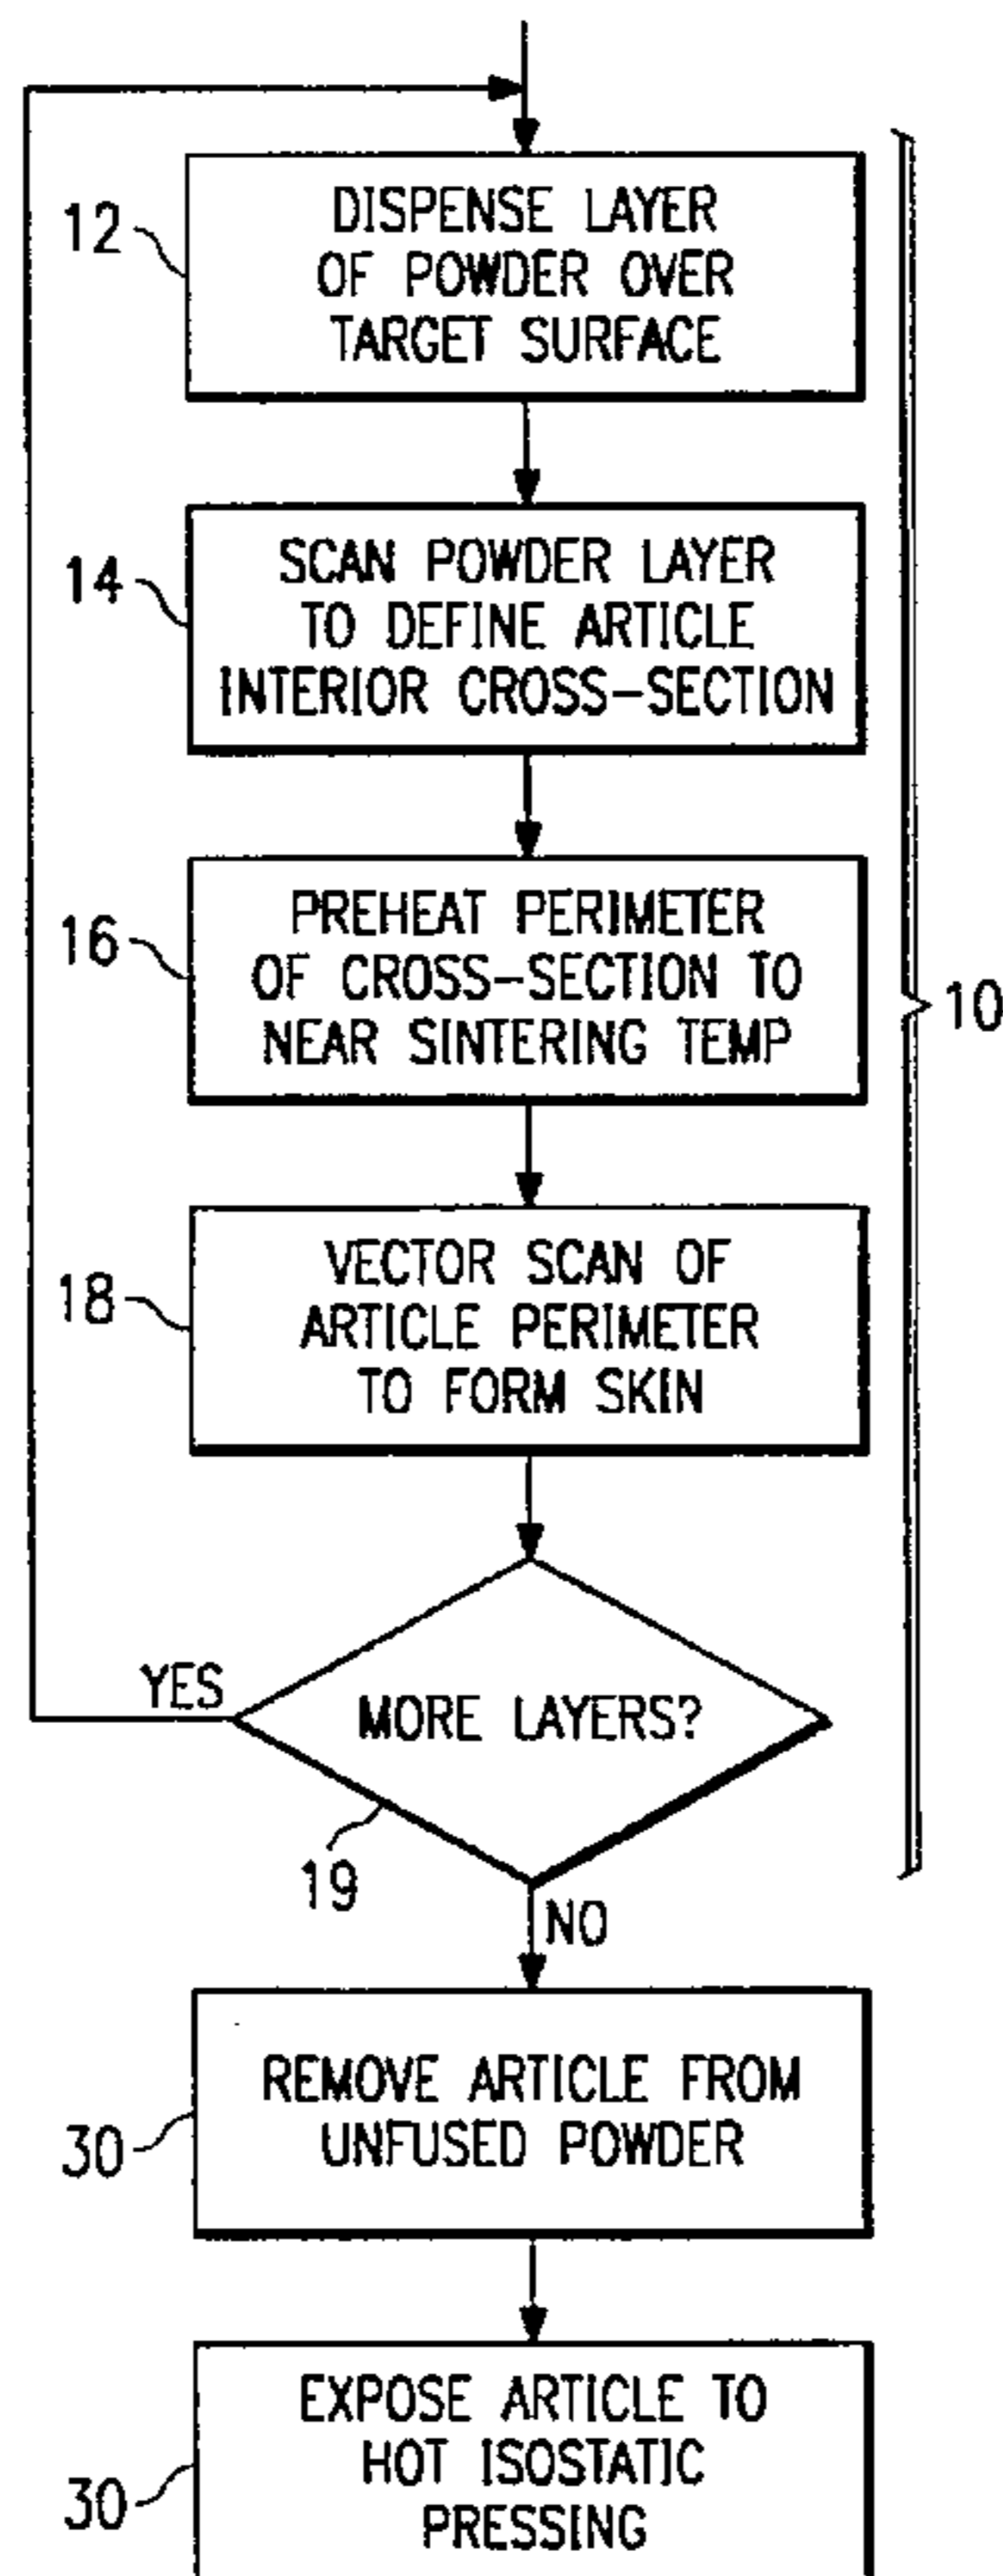 12
DISPENSE LAYER
OF POWDER OVER
TARGET SURFACE
14
SCAN POWDER LAYER
TO DEFINE ARTICLE
INTERIOR CROSS-SECTION
16
PREHEAT PERIMETER
OF CROSS-SECTION TO
NEAR SINTERING TEMP
10
18
VECTOR SCAN OF
ARTICLE PERIMETER
TO FORM SKIN
YES
MORE LAYERS?
19
NO
30
REMOVE ARTICLE FROM
UNFUSED POWDER
30
EXPOSE ARTICLE TO
HOT ISOSTATIC
PRESSING